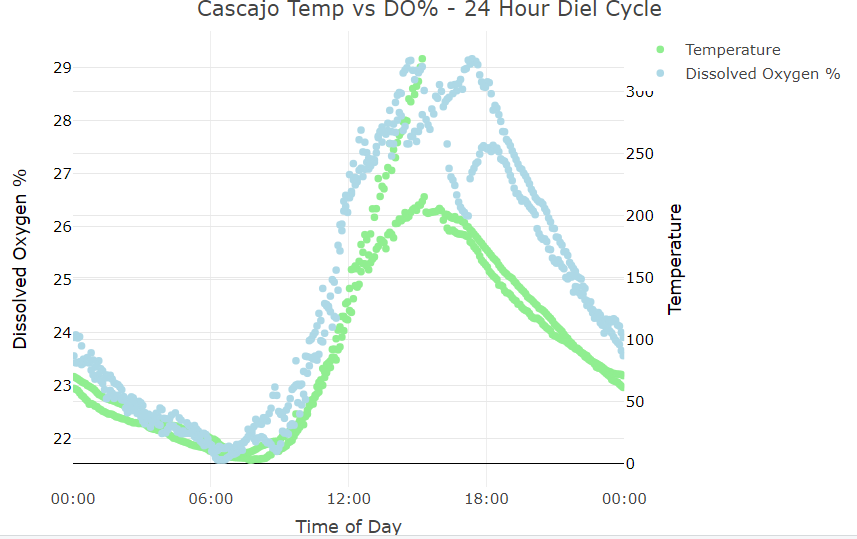 Cascajo Temp vs DO% - 24 Hour Diel Cycle
Temperature
Dissolved Oxygen %
29
28
27
26
25
24
23
22
Dissolved Oxygen %
300
250
200
150
100
50
0
Temperature
00:00 06:00 12:00 18:00 00:00
Time of Day